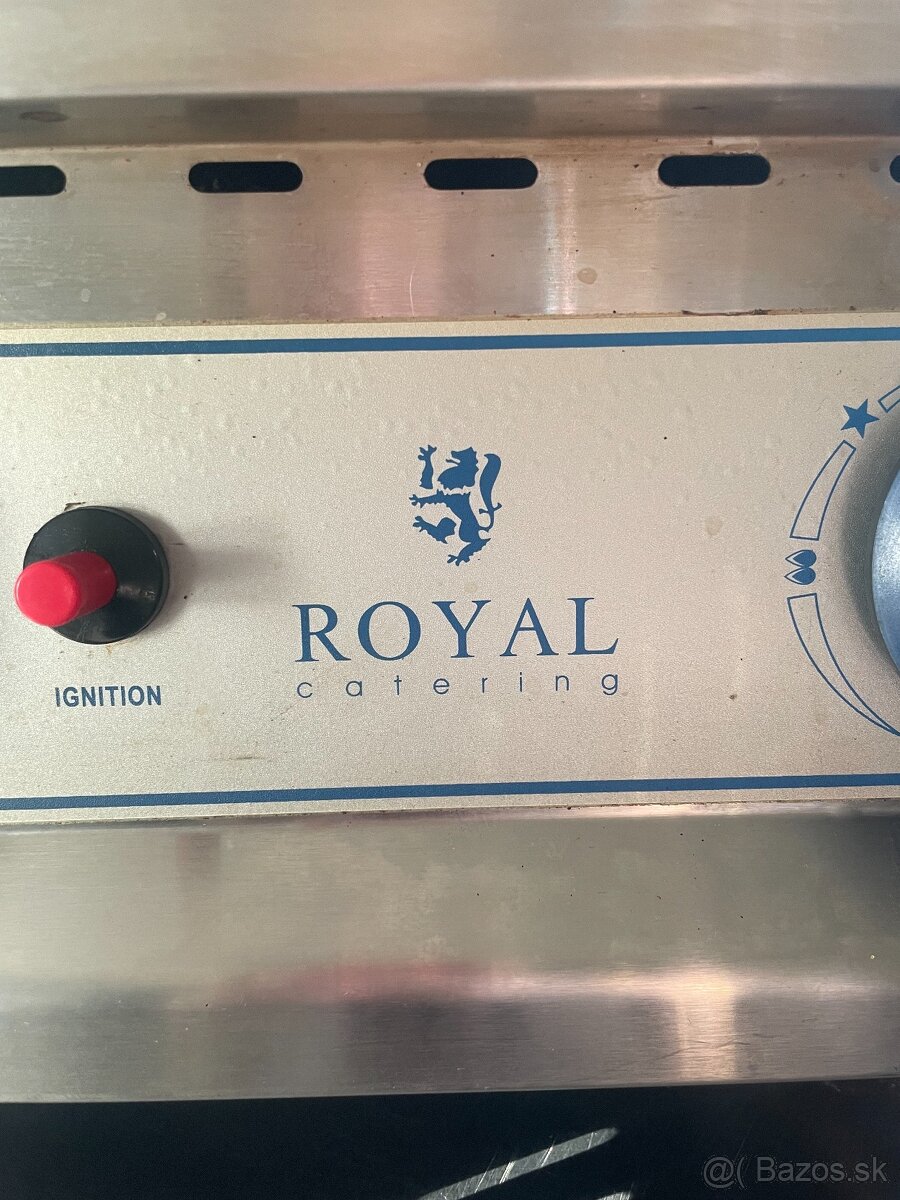 ROYAL
catering
IGNITION
@( Bazos.sk